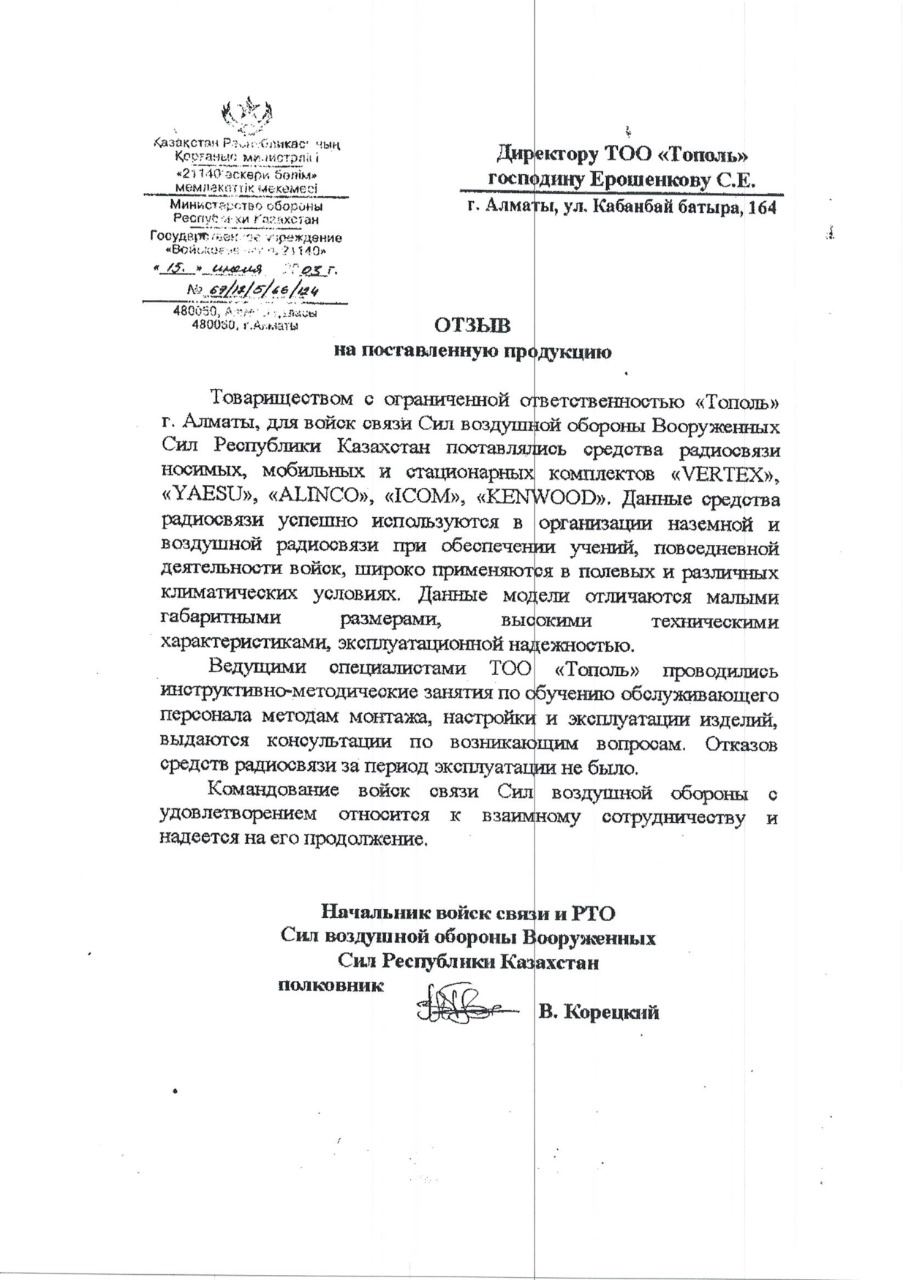 Қазақстан Республикасының
Қорғаныс министрлігі
«21140 әскери бөлім»
мемлекеттік мекемесі
Министерство обороны
Республики Казахстан
Государственное учреждение
«Войсковая часть 21140»
« 15. » июля 2003 г.
№ 69/18/5/66/124
480050, Алматы қаласы
480050, г.Алматы
Директору ТОО «Тополь»
господину Ерошенкову С.Е.
г. Алматы, ул. Кабанбай батыра, 164
ОТЗЫВ
на поставленную продукцию
Товариществом с ограниченной ответственностью «Тополь»
г. Алматы, для войск связи Сил воздушной обороны Вооруженных
Сил Республики Казахстан поставлялись средства радиосвязи
носимых, мобильных и стационарных комплектов «VERTEX»,
«YAESU», «ALINCO», «ICOM», «KENWOOD». Данные средства
радиосвязи успешно используются в организации наземной и
воздушной радиосвязи при обеспечении учений, повседневной
деятельности войск, широко применяются в полевых и различных
климатических условиях. Данные модели отличаются малыми
габаритными размерами, высокими техническими
характеристиками, эксплуатационной надежностью.
Ведущими специалистами ТОО «Тополь» проводились
инструктивно-методические занятия по обучению обслуживающего
персонала методам монтажа, настройки и эксплуатации изделий,
выдаются консультации по возникающим вопросам. Отказов
средств радиосвязи за период эксплуатации не было.
Командование войск связи Сил воздушной обороны с
удовлетворением относится к взаимному сотрудничеству и
надеется на его продолжение.
Начальник войск связи и РТО
Сил воздушной обороны Вооруженных
Сил Республики Казахстан
полковник
В. Корецкий